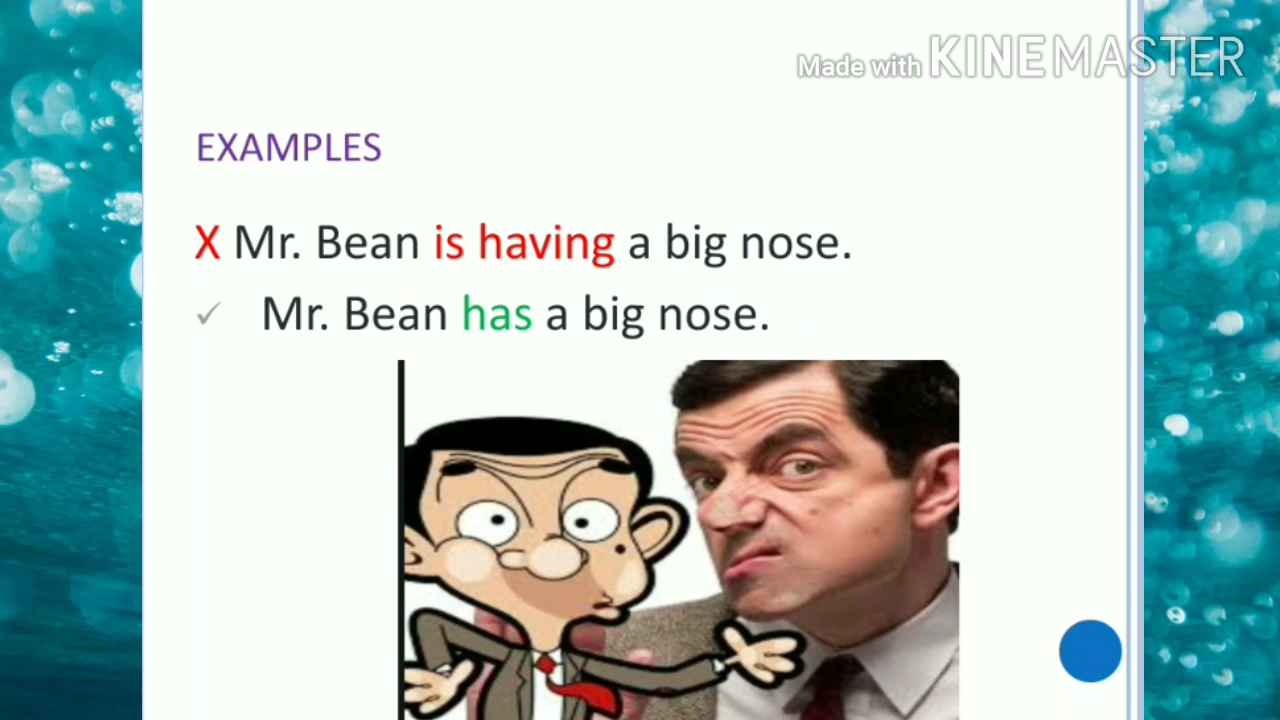 Made with KINEMASTER
EXAMPLES
X Mr. Bean is having a big nose.
✓ Mr. Bean has a big nose.